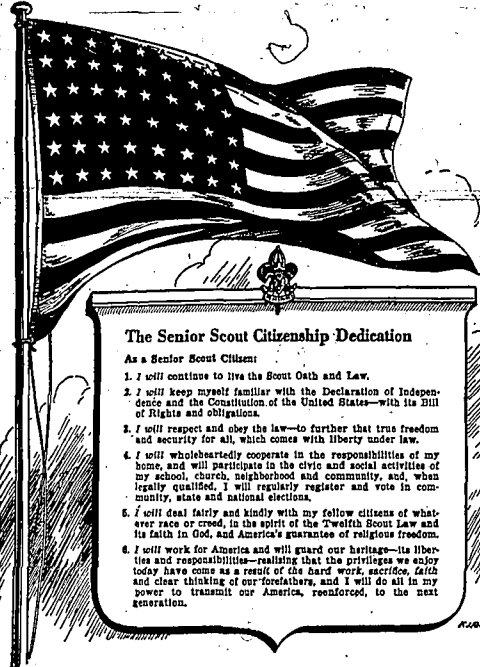 The Senior Scout Citizenship Dedication
As a Senior Scout Citizen:
1. I will continue to live the Scout Oath and Law.
2. I will keep myself familiar with the Declaration of Indepen-
dence and the Constitution of the United States—with its Bill
of Rights and obligations.
3. I will respect and obey the law—to further that true freedom
and security for all, which comes with liberty under law.
4. I will wholeheartedly cooperate in the responsibilities of my
home, and will participate in the civic and social activities of
my school, church, neighborhood and community, and, when
legally qualified, I will regularly register and vote in com-
munity, state and national elections.
5. I will deal fairly and kindly with my fellow citizens of what-
ever race or creed, in the spirit of the Twelfth Scout Law and
its faith in God, and America's guarantee of religious freedom.
6. I will work for America and will guard our heritage—its liber-
ties and responsibilities—realizing that the privileges we enjoy
today have come as a result of the hard work, sacrifice, faith
and clear thinking of our forefathers, and I will do all in my
power to transmit our America, reenforced, to the next
generation.